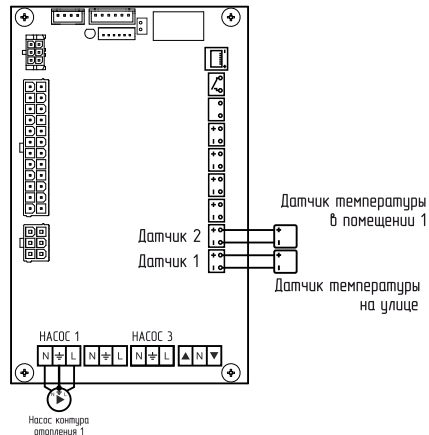 Датчик температуры
в помещении 1
Датчик 2
Датчик 1
Датчик температуры
на улице
НАСОС 1
НАСОС 3
N L N L N L ▲ N ▼
N L
Насос контура
отопления 1